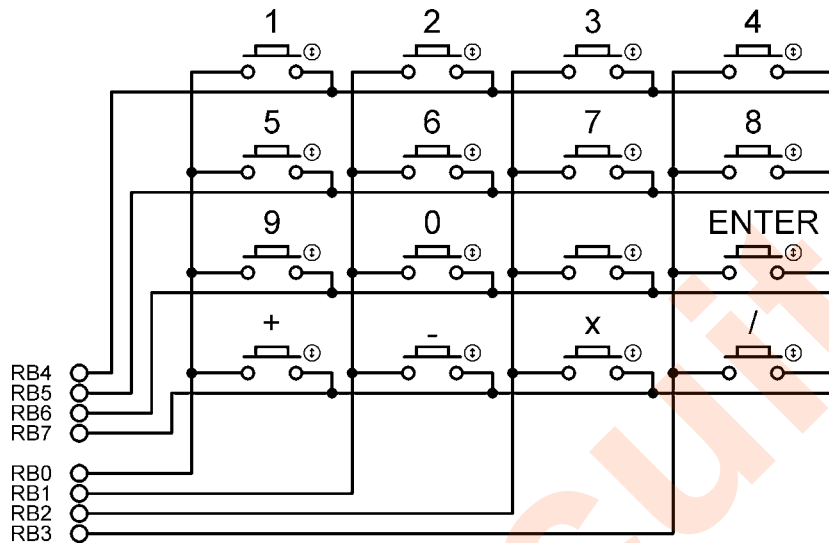 1 2 3 4
5 6 7 8
9 0 ENTER
+ - x /
RB4
RB5
RB6
RB7
RB0
RB1
RB2
RB3
cuit